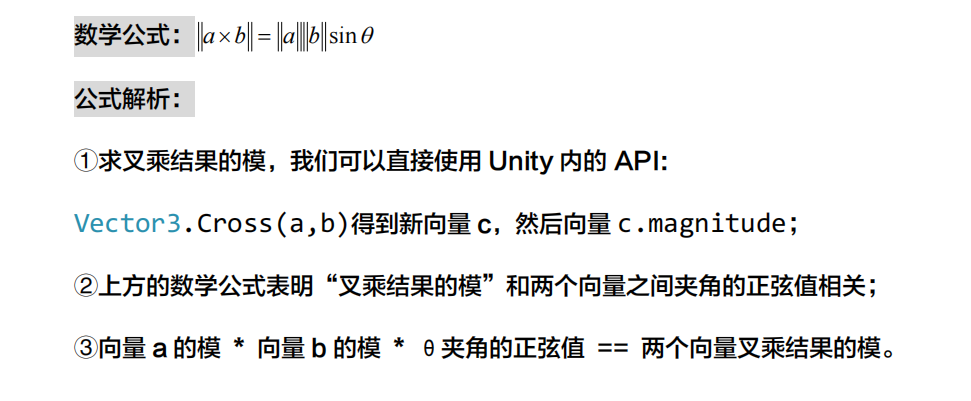 数学公式：‖a×b‖=‖a‖‖b‖sinθ
公式解析：
①求叉乘结果的模，我们可以直接使用 Unity 内的 API:
Vector3.Cross(a,b)得到新向量 c，然后向量 c.magnitude；
②上方的数学公式表明“叉乘结果的模”和两个向量之间夹角的正弦值相关；
③向量 a 的模 * 向量 b 的模 * θ夹角的正弦值 == 两个向量叉乘结果的模。